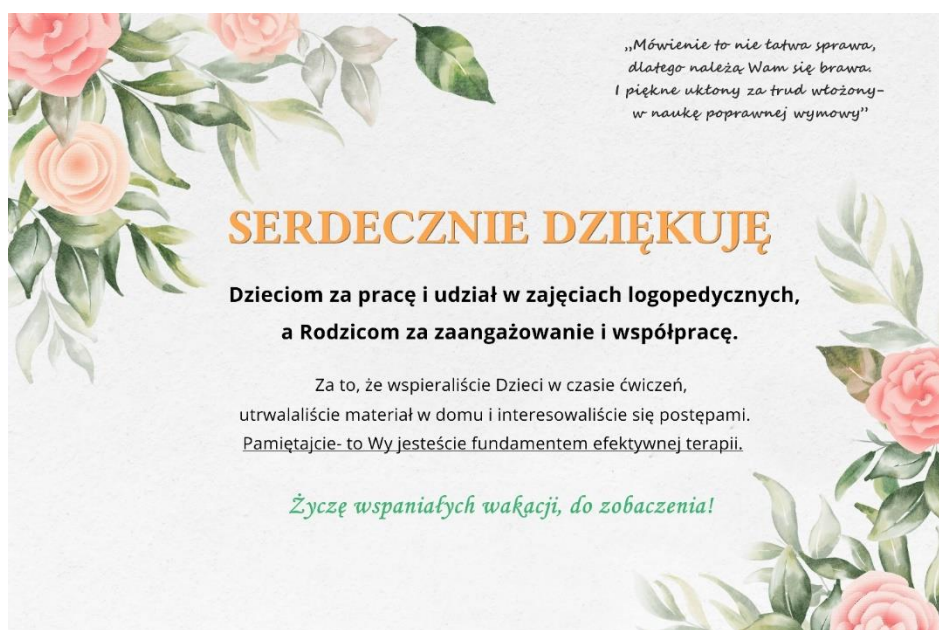 „Mówienie to nie łatwa sprawa,
dlatego należą Wam się brawa.
I piękne ukłony za trud włożony-
w naukę poprawnej wymowy”
SERDECZNIE DZIĘKUJĘ
Dzieciom za pracę i udział w zajęciach logopedycznych,
a Rodzicom za zaangażowanie i współpracę.
Za to, że wspieraliście Dzieci w czasie ćwiczeń,
utrwalaliście materiał w domu i interesowaliście się postępami.
Pamiętajcie- to Wy jesteście fundamentem efektywnej terapii.
Życzę wspaniałych wakacji, do zobaczenia!